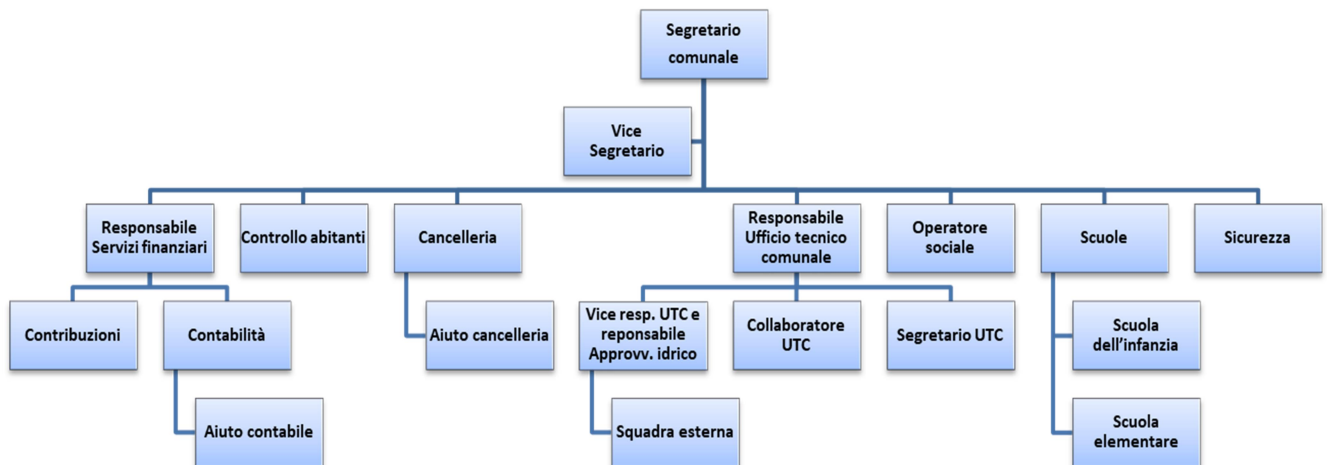 Segretario
comunale
Vice
Segretario
Responsabile
Servizi finanziari
Controllo abitanti
Cancelleria
Responsabile
Ufficio tecnico
comunale
Operatore
sociale
Scuole
Sicurezza
Contribuzioni
Contabilità
Aiuto cancelleria
Vice resp. UTC e
reponsabile
Approvv. idrico
Collaboratore
UTC
Segretario UTC
Scuola
dell’infanzia
Aiuto contabile
Squadra esterna
Scuola
elementare